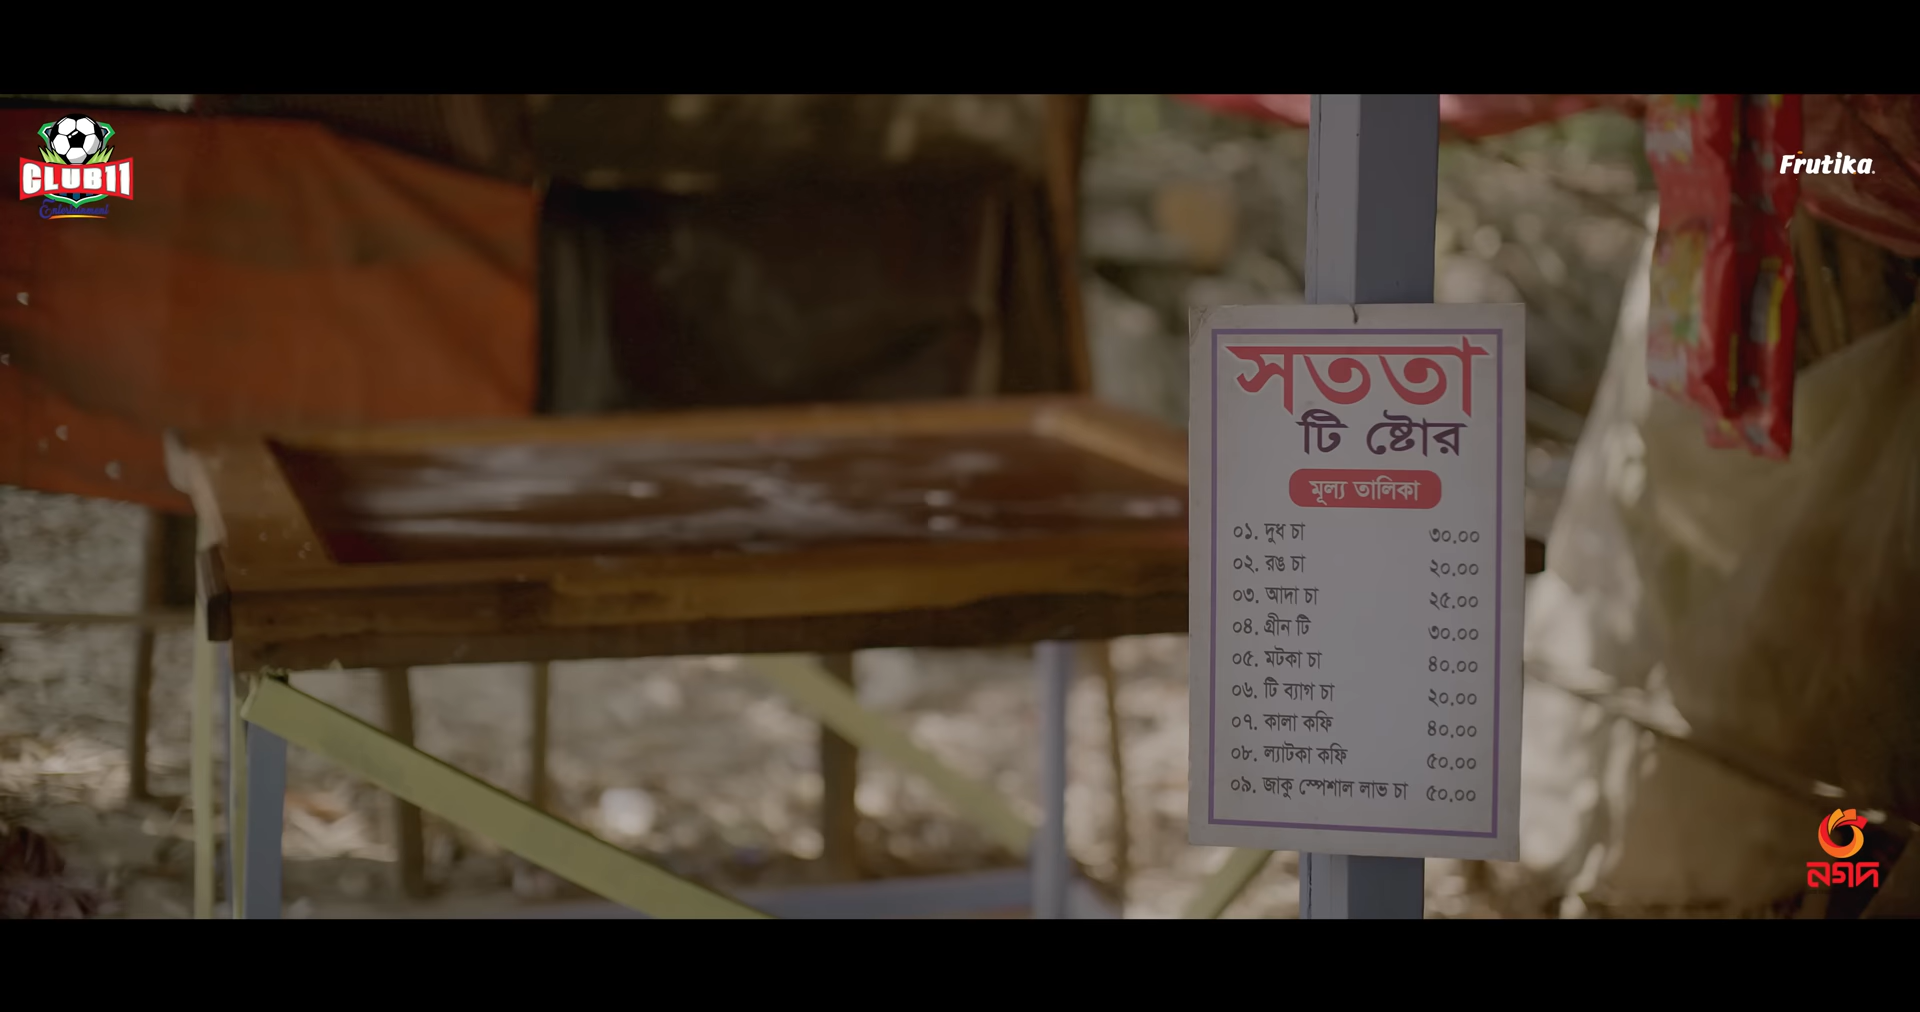 CLUB11
Entertainment
Frutika
সততা
টি ষ্টোর
মূল্য তালিকা
০১. দুধ চা ৩০.০০
০২. রঙ চা ২০.০০
০৩. আদা চা ২৫.০০
০৪. গ্রীন টি ৩০.০০
০৫. মটকা চা ৪০.০০
০৬. টি ব্যাগ চা ২০.০০
০৭. কালা কফি ৪০.০০
০৮. ল্যাটকা কফি ৫০.০০
০৯. জাকু স্পেশাল লাভ চা ৫০.০০
নগদ